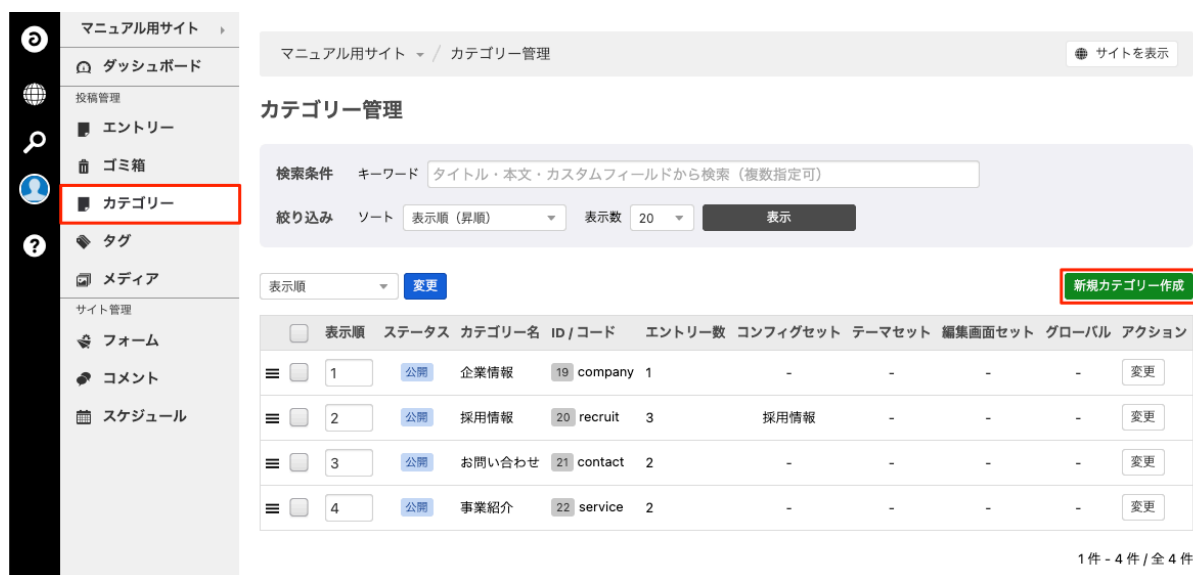 マニュアル用サイト
ダッシュボード
投稿管理
エントリー
ゴミ箱
カテゴリー
タグ
メディア
サイト管理
フォーム
コメント
スケジュール
マニュアル用サイト / カテゴリー管理
サイトを表示
カテゴリー管理
検索条件 キーワード タイトル・本文・カスタムフィールドから検索（複数指定可）
絞り込み ソート 表示順（昇順） 表示数 20 表示
表示順 変更 新規カテゴリー作成
表示順 ステータス カテゴリー名 ID / コード エントリー数 コンフィグセット テーマセット 編集画面セット グローバル アクション
1 公開 企業情報 19 company 1 - - - - 変更
2 公開 採用情報 20 recruit 3 採用情報 - - - 変更
3 公開 お問い合わせ 21 contact 2 - - - - 変更
4 公開 事業紹介 22 service 2 - - - - 変更
1 件 - 4 件 / 全 4 件